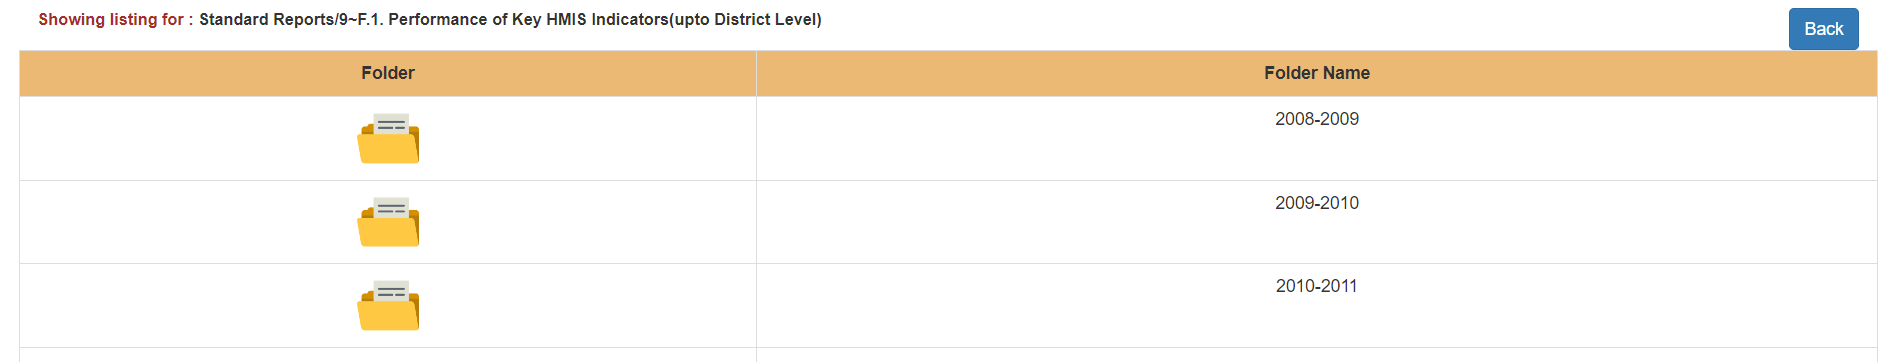 Showing listing for : Standard Reports/9~F.1. Performance of Key HMIS Indicators(upto District Level)
Back
Folder Folder Name
2008-2009
2009-2010
2010-2011